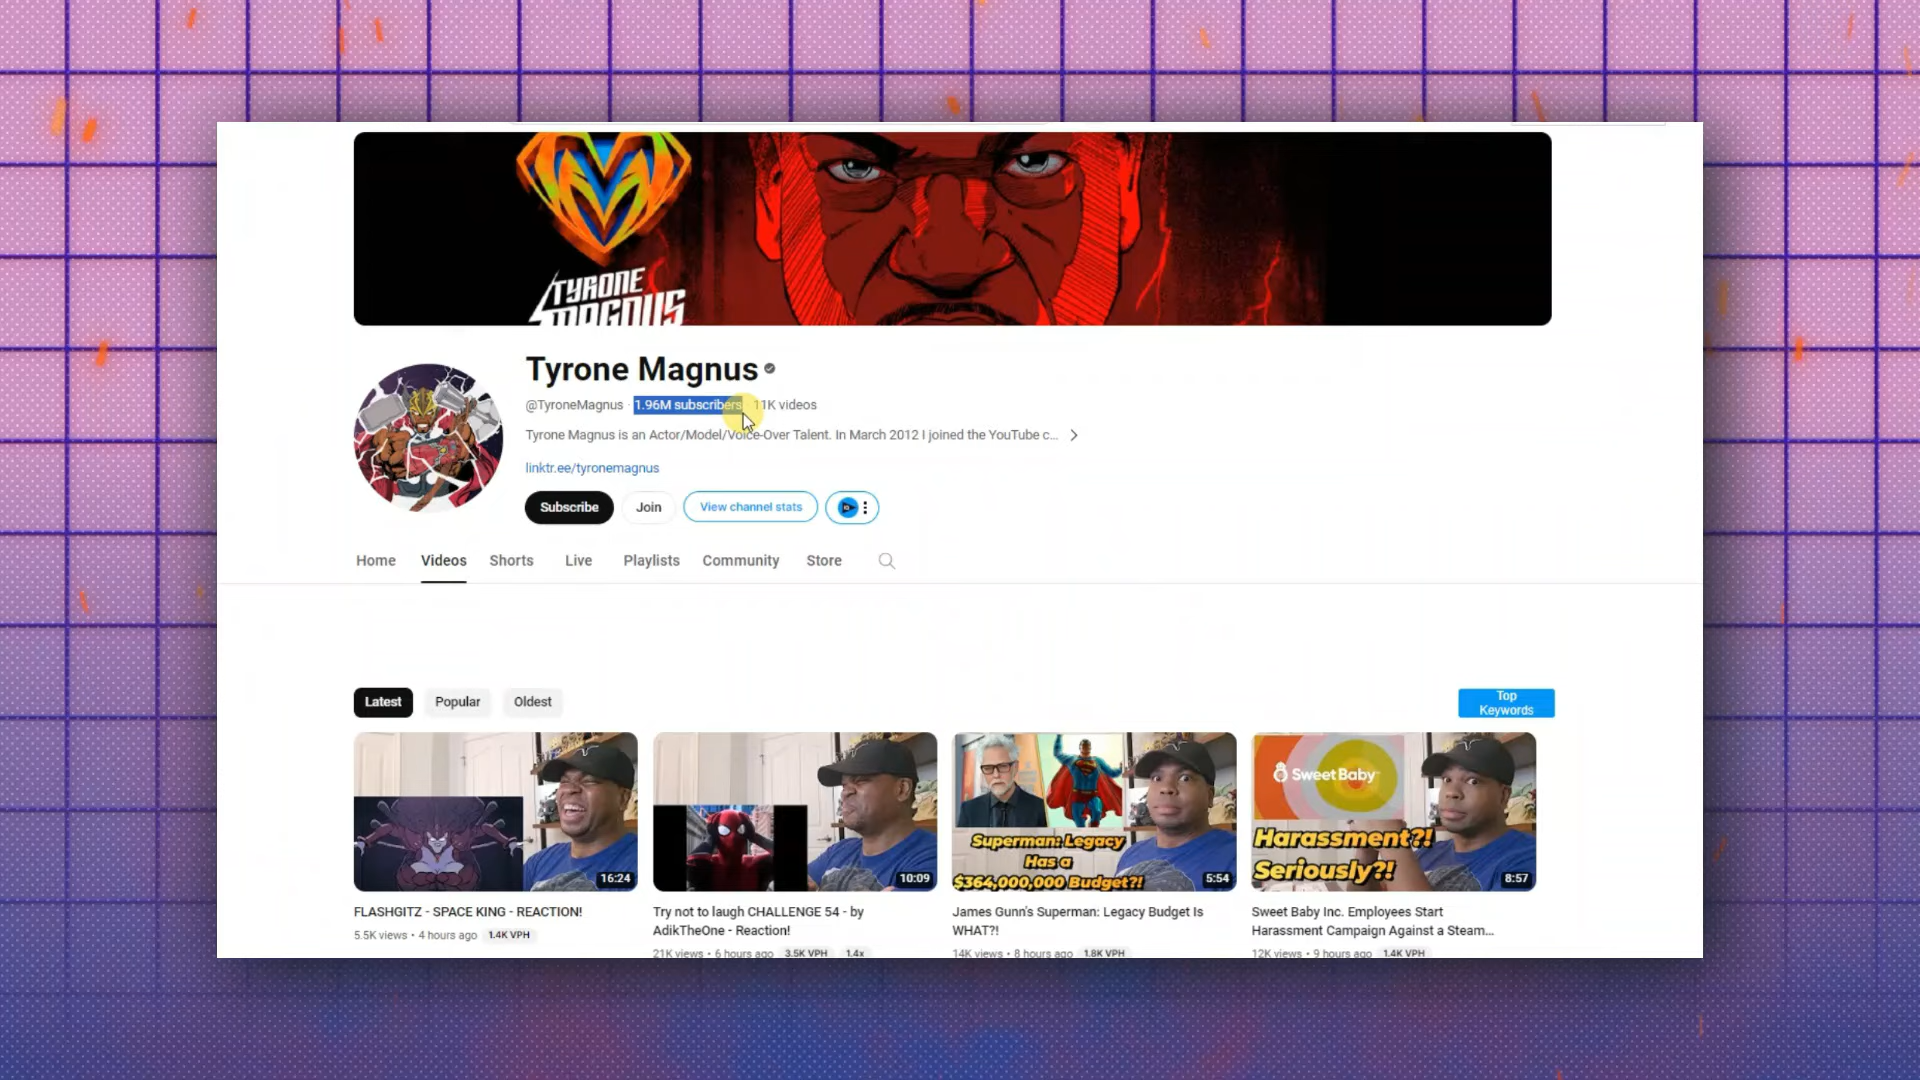 TYRONE
MAGNUS
Tyrone Magnus
@TyroneMagnus · 1.96M subscribers · 11K videos
Tyrone Magnus is an Actor/Model/Voice-Over Talent. In March 2012 I joined the YouTube c...
linktr.ee/tyronemagnus
Subscribe Join View channel stats
Home Videos Shorts Live Playlists Community Store
Latest Popular Oldest
Top
Keywords
16:24
10:09
Superman: Legacy
Has a
$364,000,000 Budget?!
5:54
SweetBaby
Harassment?!
Seriously?!
8:57
FLASHGITZ - SPACE KING - REACTION!
5.5K views • 4 hours ago 1.4K VPH
Try not to laugh CHALLENGE 54 - by
AdikTheOne - Reaction!
21K views • 6 hours ago 3.5K VPH 1.4x
James Gunn's Superman: Legacy Budget Is
WHAT?!
14K views • 8 hours ago 1.8K VPH
Sweet Baby Inc. Employees Start
Harassment Campaign Against a Steam...
12K views • 9 hours ago 1.4K VPH